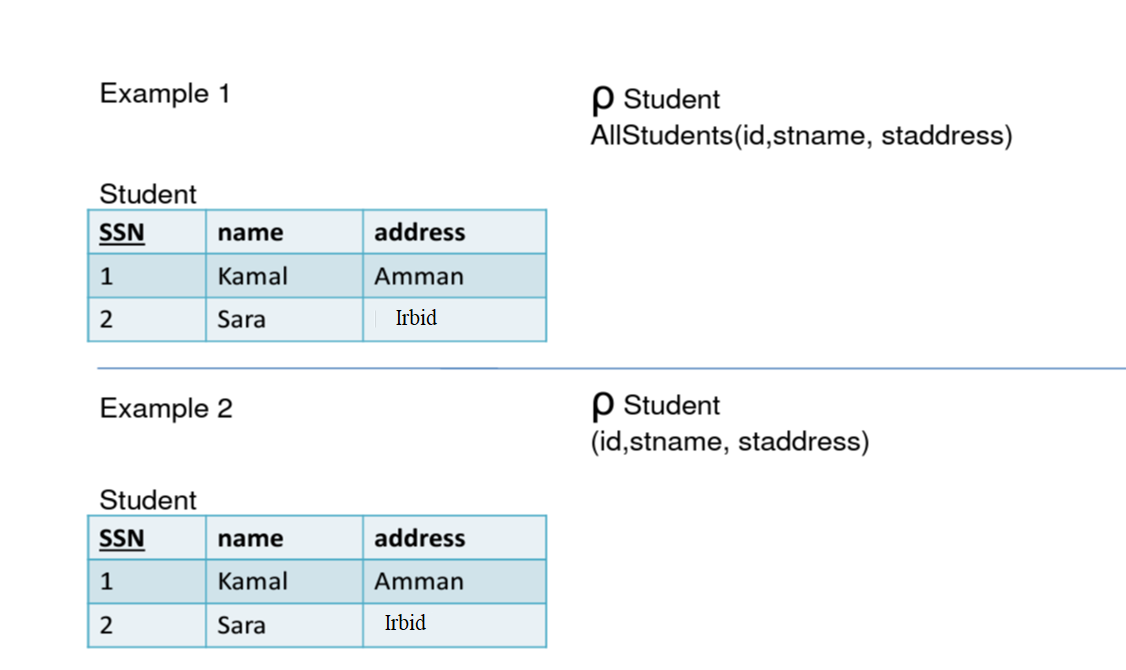 Example 1
ρ Student
AllStudents(id,stname, staddress)
Student
SSN name address
1 Kamal Amman
2 Sara Irbid
Example 2
ρ Student
(id,stname, staddress)
Student
SSN name address
1 Kamal Amman
2 Sara Irbid